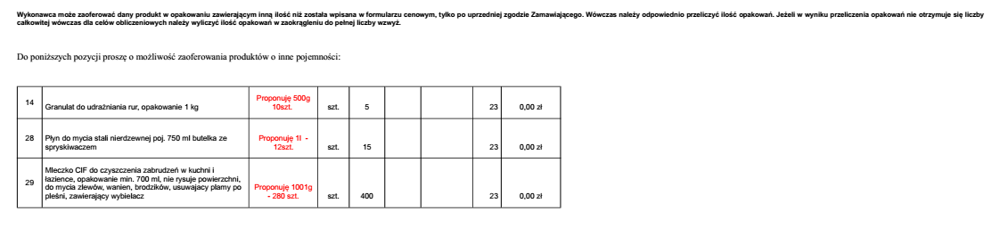 Wykonawca może zaoferować dany produkt w opakowaniu zawierającym inną ilość niż została wpisana w formularzu cenowym, tylko po uprzedniej zgodzie Zamawiającego. Wówczas należy odpowiednio przeliczyć ilość opakowań. Jeżeli w wyniku przeliczenia opakowań nie otrzymuje się liczby
całkowitej wówczas dla celów obliczeniowych należy wyliczyć ilość opakowań w zaokrągleniu do pełnej liczby wzwyż.
Do poniższych pozycji proszę o możliwość zaoferowania produktów o inne pojemności:
14 Granulat do udrażniania rur, opakowanie 1 kg
Proponuję 500g
10szt.
szt. 5 23 0,00 zł
28 Płyn do mycia stali nierdzewnej poj. 750 ml butelka ze
spryskiwaczem
Proponuję 1l -
12szt.
szt. 15 23 0,00 zł
29 Mleczko CIF do czyszczenia zabrudzeń w kuchni i
łazience, opakowanie min. 700 ml, nie rysuje powierzchni,
do mycia zlewów, wanien, brodzików, usuwajacy plamy po
pleśni, zawierający wybielacz
Proponuję 1001g
- 280 szt.
szt. 400 23 0,00 zł